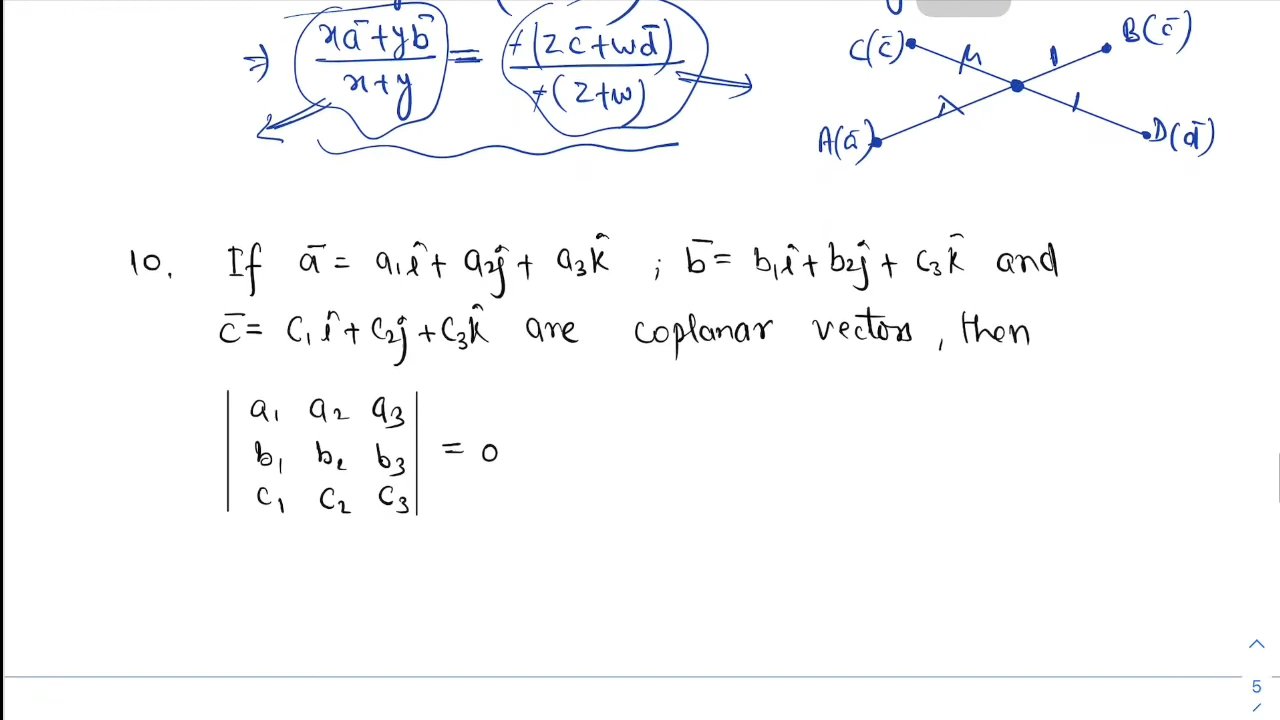 ⇒ xā+yb̄ / x+y = +(zc̄+wd̄) / +(z+w)
C(c̄) μ 1 B(c̄)
A(ā) λ 1 D(d̄)
10. If ā = a₁î + a₂ĵ + a₃k̂ ; b̄ = b₁î + b₂ĵ + c₃k̂ and
c̄ = c₁î + c₂ĵ + c₃k̂ are coplanar vectors, then
| a₁ a₂ a₃ |
| b₁ b₂ b₃ | = 0
| c₁ c₂ c₃ |
5